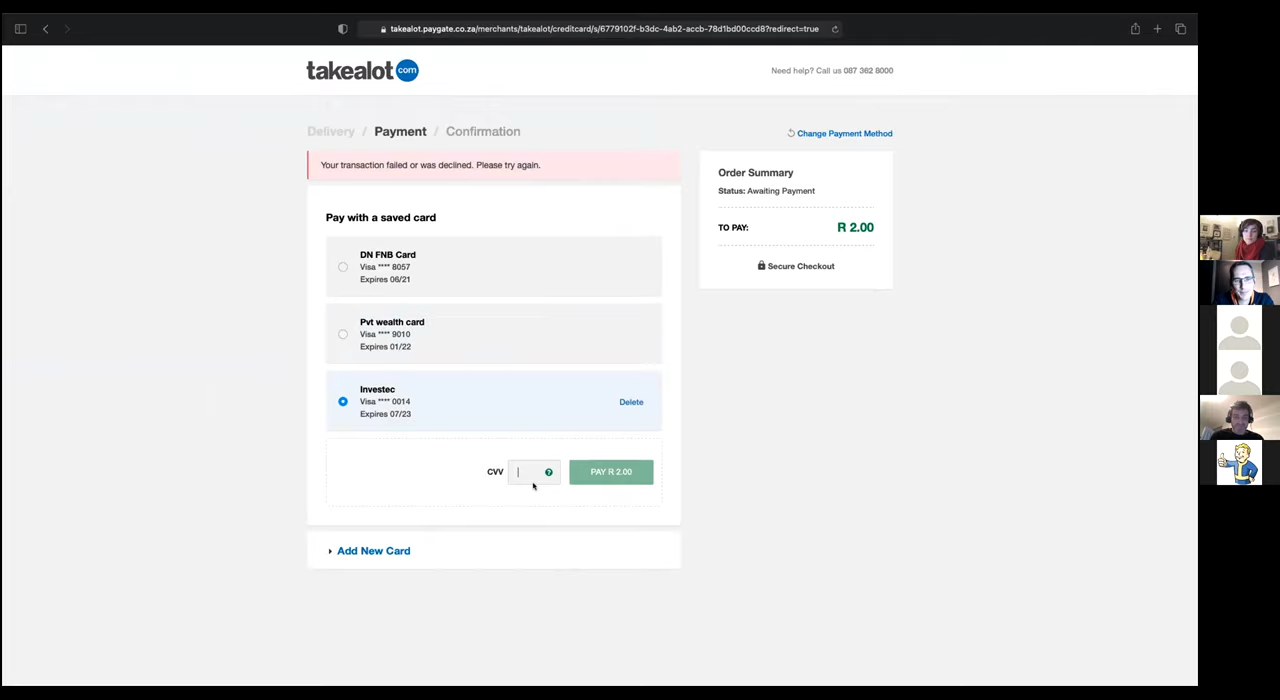 takealot.paygate.co.za/merchants/takealot/creditcard/s/6779102f-b3dc-4ab2-accb-78d1bd00ccd8?redirect=true
takealot com
Need help? Call us 087 362 8000
Delivery / Payment / Confirmation
Change Payment Method
Your transaction failed or was declined. Please try again.
Order Summary
Status: Awaiting Payment
TO PAY: R 2.00
Secure Checkout
Pay with a saved card
DN FNB Card
Visa **** 8057
Expires 06/21
Pvt wealth card
Visa **** 9010
Expires 01/22
Investec
Visa **** 0014
Expires 07/23
Delete
CVV
?
PAY R 2.00
Add New Card